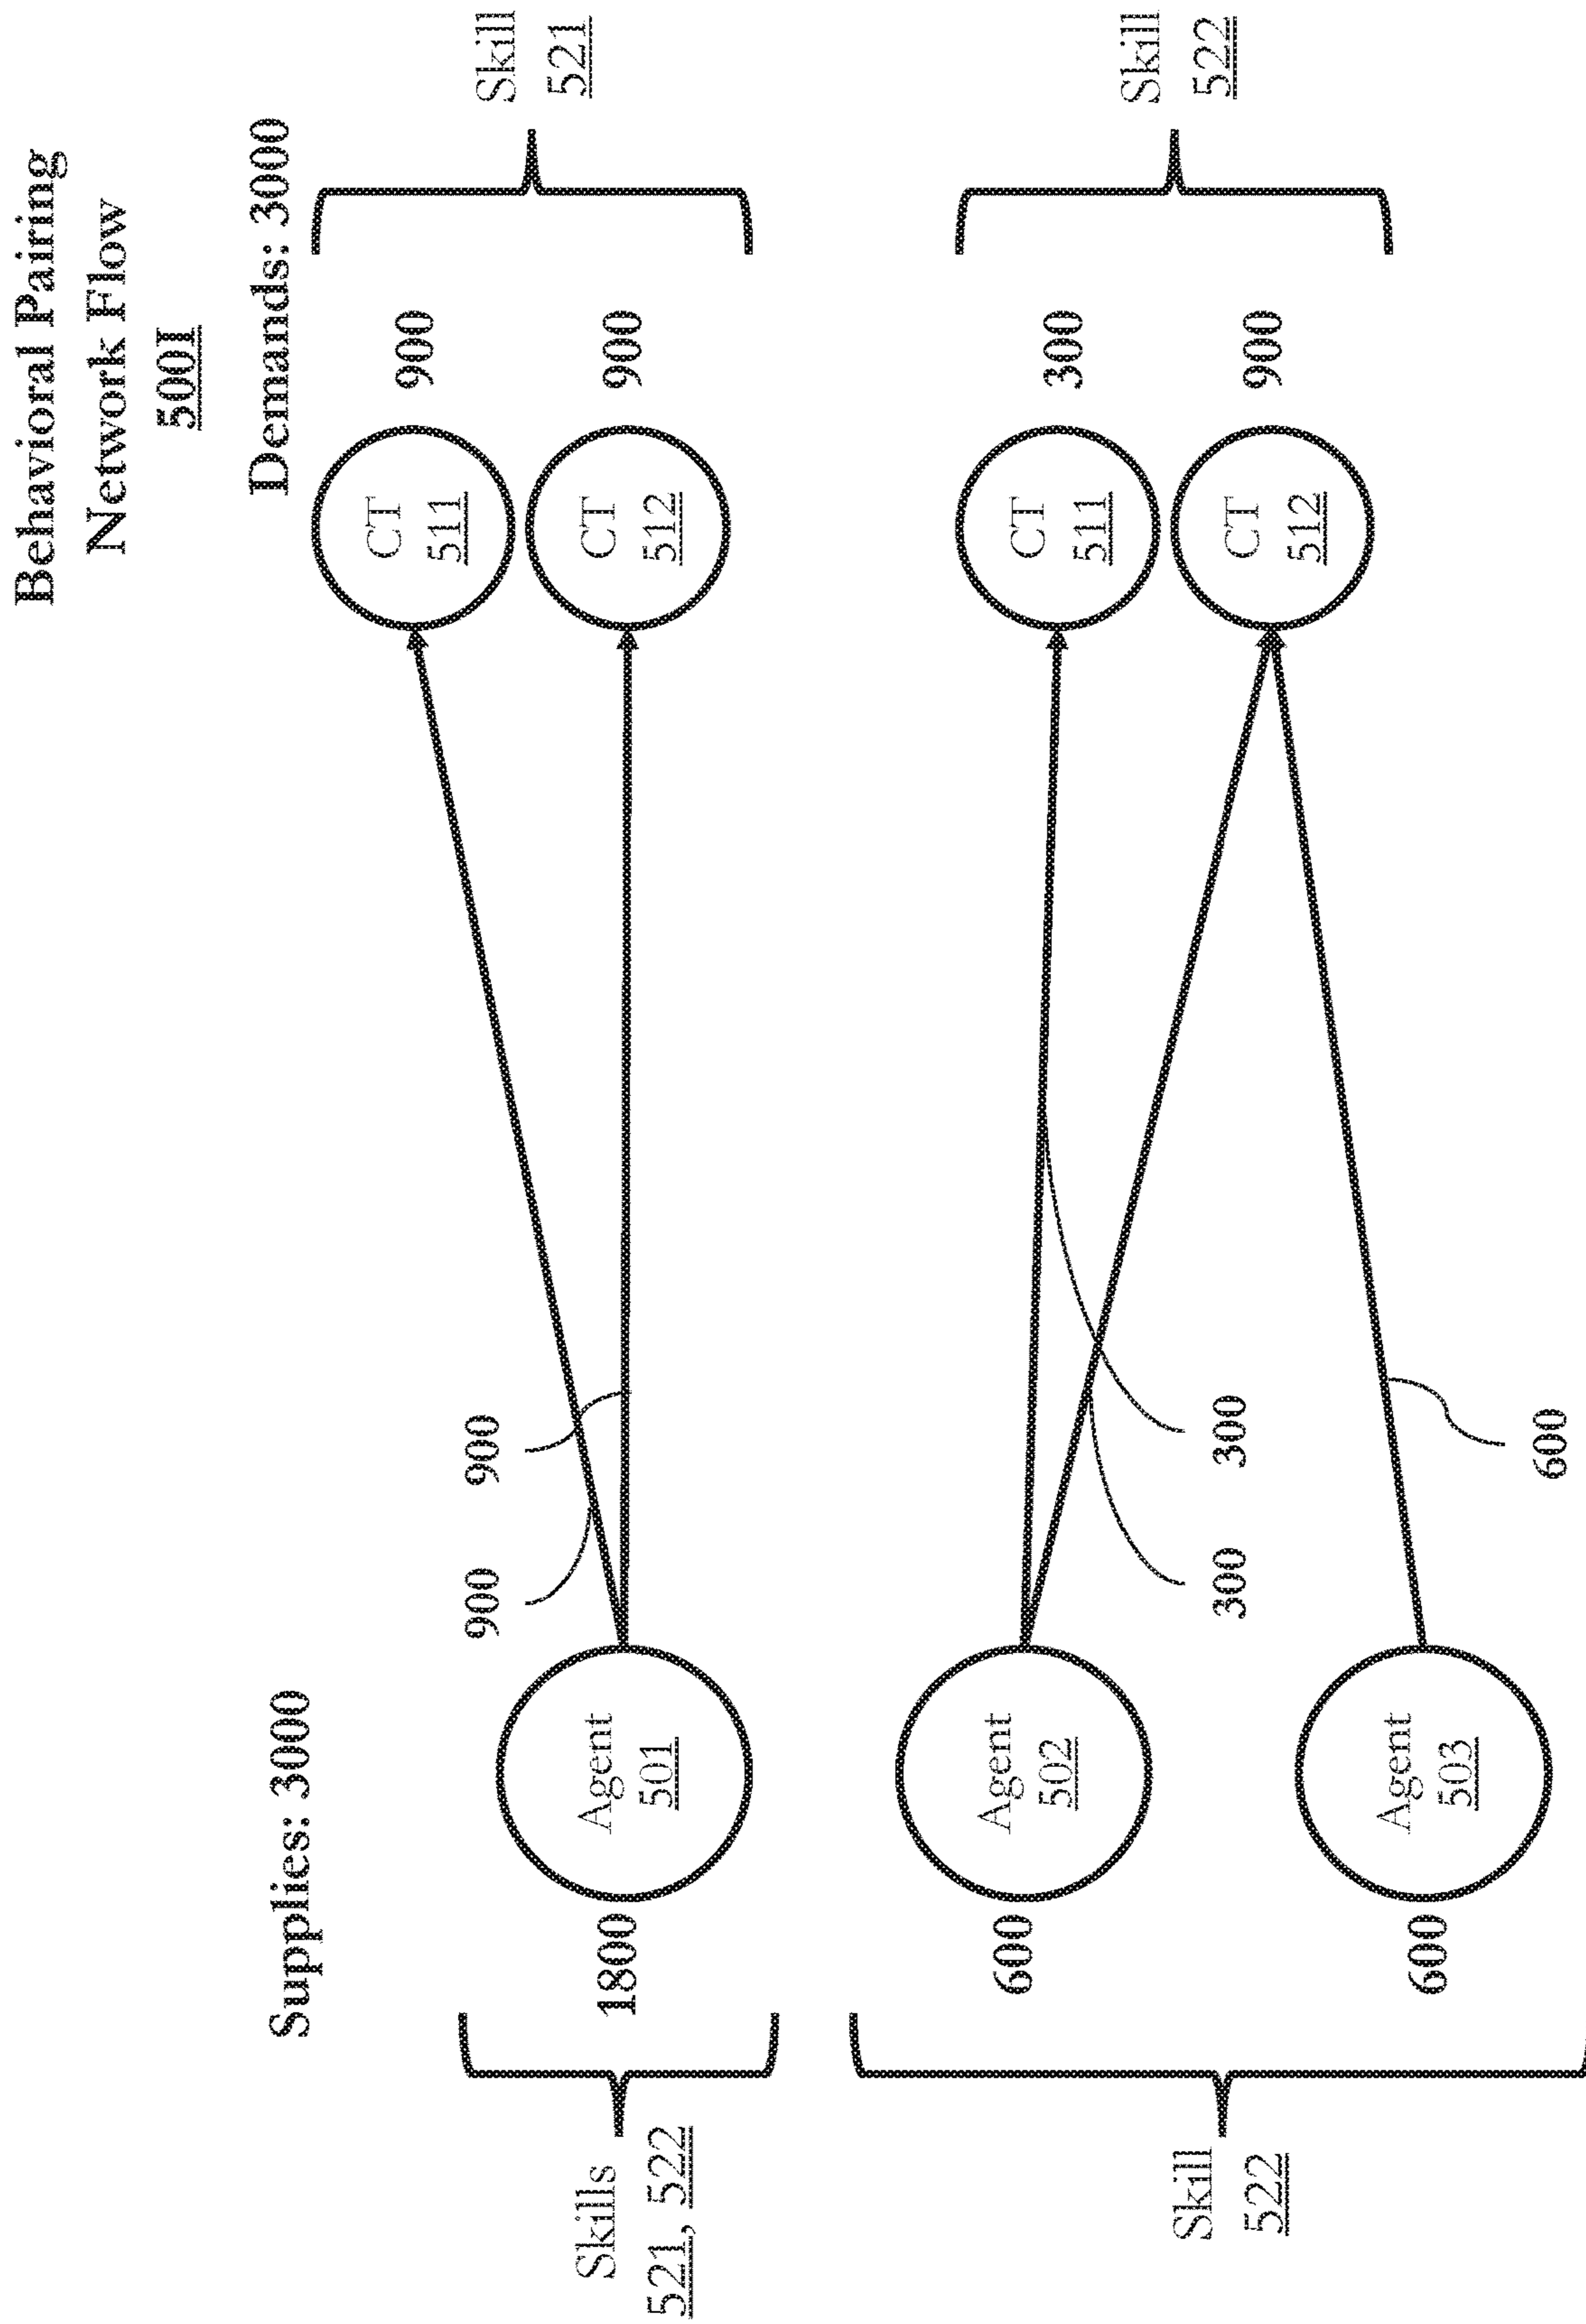 Behavioral Pairing
Network Flow
500I
Supplies: 3000
Demands: 3000
CT
511
900
900
900
Skill
521
Skills
521, 522
1800
Agent
501
CT
512
900
600
Agent
502
CT
511
300
Skill
522
Skill
522
300
300
CT
512
900
600
Agent
503
600